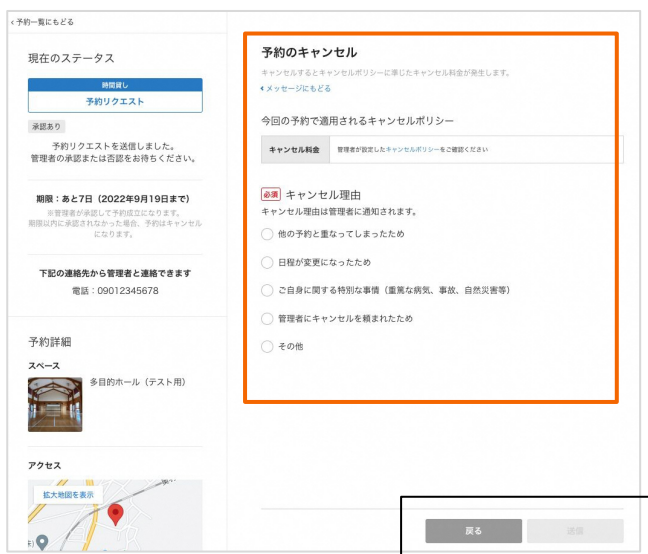 ‹予約一覧にもどる
現在のステータス
時間貸し
予約リクエスト
承認あり
予約リクエストを送信しました。
管理者の承認または否認をお待ちください。
期限：あと7日（2022年9月19日まで）
※管理者が承認して予約成立になります。
期限以内に承認されなかった場合、予約はキャンセル
になります。
下記の連絡先から管理者と連絡できます
電話：09012345678
予約詳細
スペース
多目的ホール（テスト用）
アクセス
拡大地図を表示
予約のキャンセル
キャンセルするとキャンセルポリシーに準じたキャンセル料金が発生します。
メッセージにもどる
今回の予約で適用されるキャンセルポリシー
キャンセル料金 管理者が設定したキャンセルポリシーをご確認ください
必須 キャンセル理由
キャンセル理由は管理者に通知されます。
他の予約と重なってしまったため
日程が変更になったため
ご自身に関する特別な事情（重篤な病気、事故、自然災害等）
管理者にキャンセルを頼まれたため
その他
戻る 送信